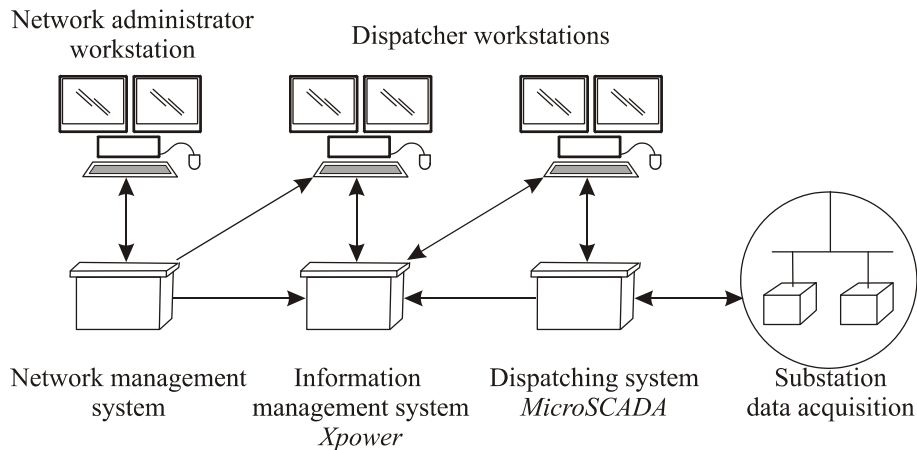 Network administrator
workstation
Dispatcher workstations
Network management
system
Information
management system
Xpower
Dispatching system
MicroSCADA
Substation
data acquisition